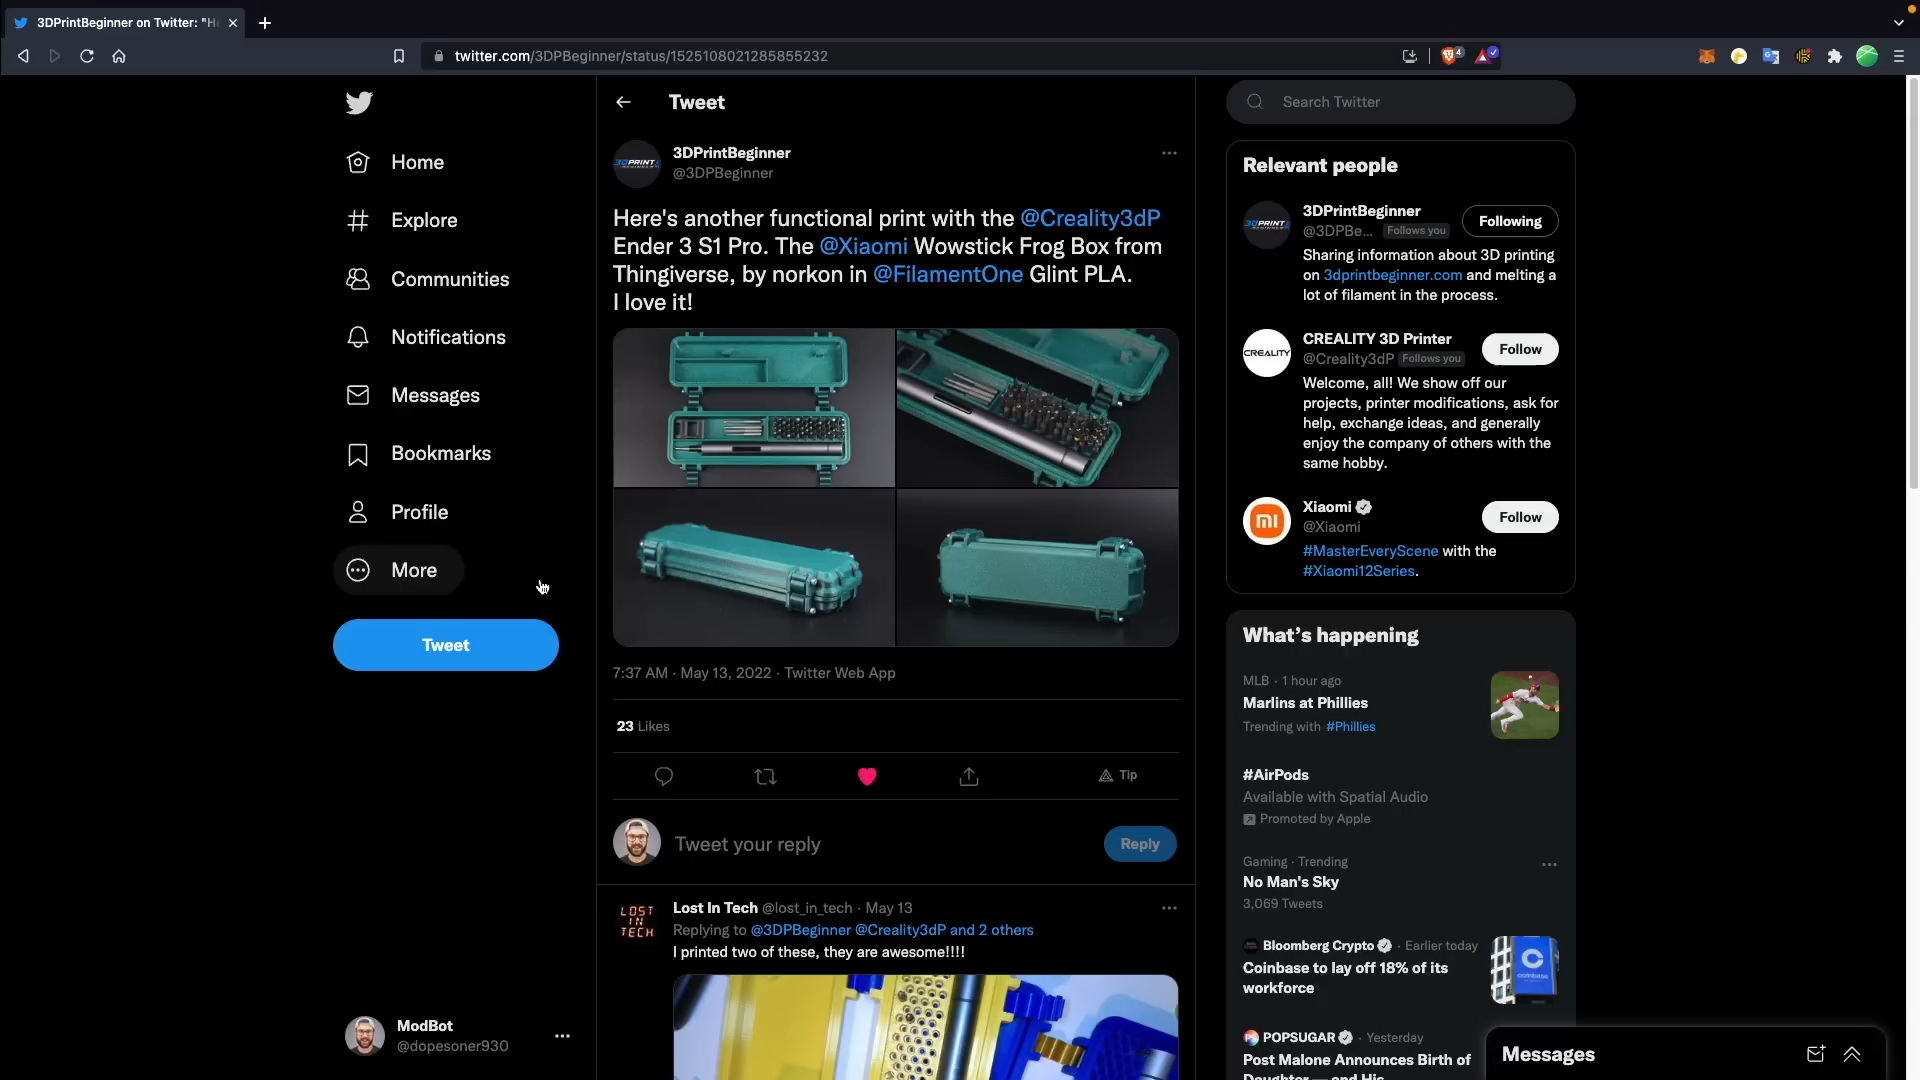 3DPrintBeginner on Twitter: "He
twitter.com/3DPBeginner/status/1525108021285855232
4
Home
Explore
Communities
Notifications
Messages
Bookmarks
Profile
More
Tweet
ModBot
@dopesoner930
Tweet
3DPrintBeginner
@3DPBeginner
Here's another functional print with the @Creality3dP
Ender 3 S1 Pro. The @Xiaomi Wowstick Frog Box from
Thingiverse, by norkon in @FilamentOne Glint PLA.
I love it!
7:37 AM · May 13, 2022 · Twitter Web App
23 Likes
Tip
Tweet your reply
Reply
LOST
IN
TECH
Lost In Tech @lost_in_tech · May 13
Replying to @3DPBeginner @Creality3dP and 2 others
I printed two of these, they are awesome!!!!
Search Twitter
Relevant people
3DPrintBeginner
@3DPBe... Follows you
Following
Sharing information about 3D printing
on 3dprintbeginner.com and melting a
lot of filament in the process.
CREALITY
CREALITY 3D Printer
@Creality3dP Follows you
Follow
Welcome, all! We show off our
projects, printer modifications, ask for
help, exchange ideas, and generally
enjoy the company of others with the
same hobby.
Xiaomi
@Xiaomi
Follow
#MasterEveryScene with the
#Xiaomi12Series.
What's happening
MLB · 1 hour ago
Marlins at Phillies
Trending with #Phillies
#AirPods
Available with Spatial Audio
Promoted by Apple
Gaming · Trending
No Man's Sky
3,069 Tweets
Bloomberg Crypto · Earlier today
Coinbase to lay off 18% of its
workforce
POPSUGAR · Yesterday
Post Malone Announces Birth of
Daughter — and His
Messages